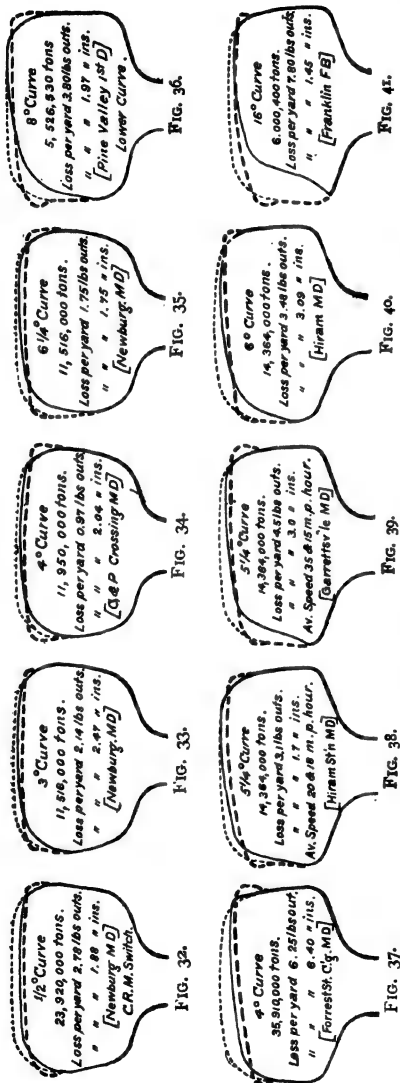 ½° Curve
23,920,000 tons.
Loss per yard 2.78 lbs outs.
" " " 1.88 " ins.
[Newburg MD]
C.R.M. Switch.
FIG. 32.
3° Curve
11,516,000 tons.
Loss per yard 2.14 lbs outs.
" " " 2.47 " ins.
[Newburg. MD]
FIG. 33.
4° Curve
11,950,000 tons.
Loss per yard 0.97 lbs outs.
" " " 2.04 " ins.
[G&P Crossing MD]
FIG. 34.
6¼° Curve
11,516,000 tons.
Loss per yard 1.75 lbs outs.
" " " 1.75 " ins.
[Newburg. MD]
FIG. 35.
8° Curve
5,526,530 tons
Loss per yard 3.80 lbs outs.
" " " 1.97 " ins.
[Pine Valley 1st D]
Lower Curve.
FIG. 36.
4° Curve
35,910,000 tons.
Loss per yard 6.25 lbs out.
" " " 6.40 " ins.
[Forrest St. C'g. MD]
FIG. 37.
5¼° Curve
14,364,000 tons.
Loss per yard 3.1 lbs outs.
" " " 1.7 " ins.
Av. Speed 20 & 18 m.p. hour.
[Hiram St'n MD]
FIG. 38.
5¼° Curve
14,364,000 tons.
Loss per yard 4.5 lbs outs.
" " " 3.0 " ins.
Av. Speed 35 & 15 m.p. hour.
[Garrettsv'le MD]
FIG. 39.
6° Curve
14,364,000 tons.
Loss per yard 3.48 lbs outs.
" " " 3.09 " ins.
[Hiram MD]
FIG. 40.
16° Curve
6,000,400 tons.
Loss per yard 7.80 lbs outs.
" " " 1.45 " ins.
[Franklin FB]
FIG. 41.